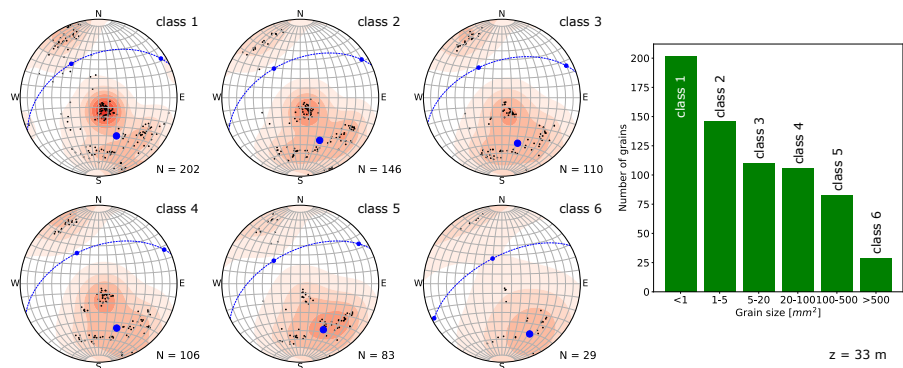 class 1
N
W
E
S
N = 202
class 2
N
W
E
S
N = 146
class 3
N
W
E
S
N = 110
class 4
N
W
E
S
N = 106
class 5
N
W
E
S
N = 83
class 6
N
W
E
S
N = 29
Number of grains
200
175
150
125
100
75
50
25
0
class 1
class 2
class 3
class 4
class 5
class 6
<1 1-5 5-20 20-100 100-500 >500
Grain size [mm²]
z = 33 m